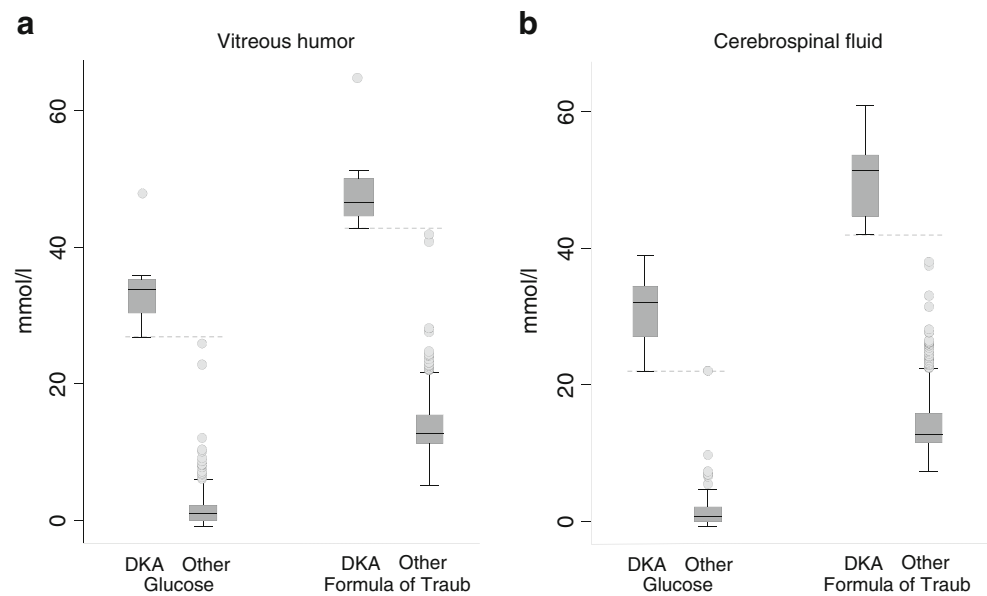 a
Vitreous humor
mmol/l
60
40
20
0
DKA Other DKA Other
Glucose Formula of Traub
b
Cerebrospinal fluid
mmol/l
60
40
20
0
DKA Other DKA Other
Glucose Formula of Traub